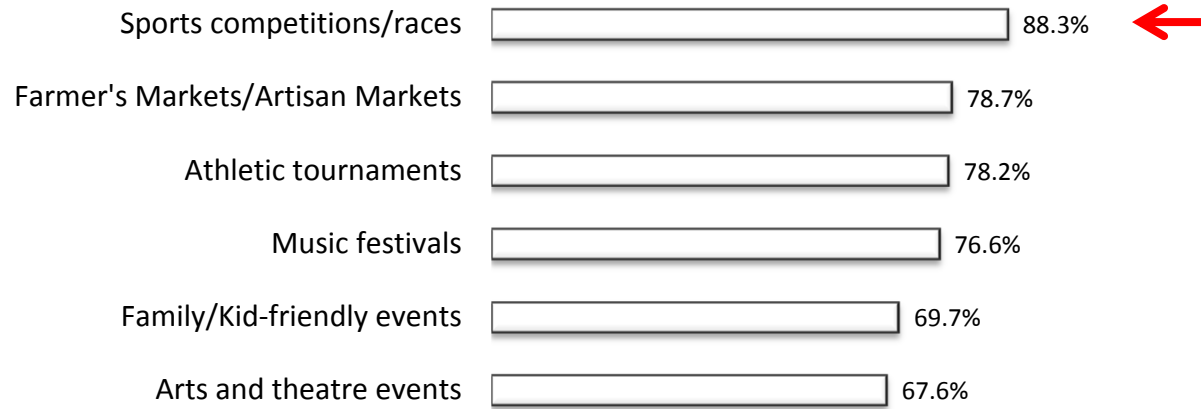 Sports competitions/races 88.3%
Farmer's Markets/Artisan Markets 78.7%
Athletic tournaments 78.2%
Music festivals 76.6%
Family/Kid-friendly events 69.7%
Arts and theatre events 67.6%